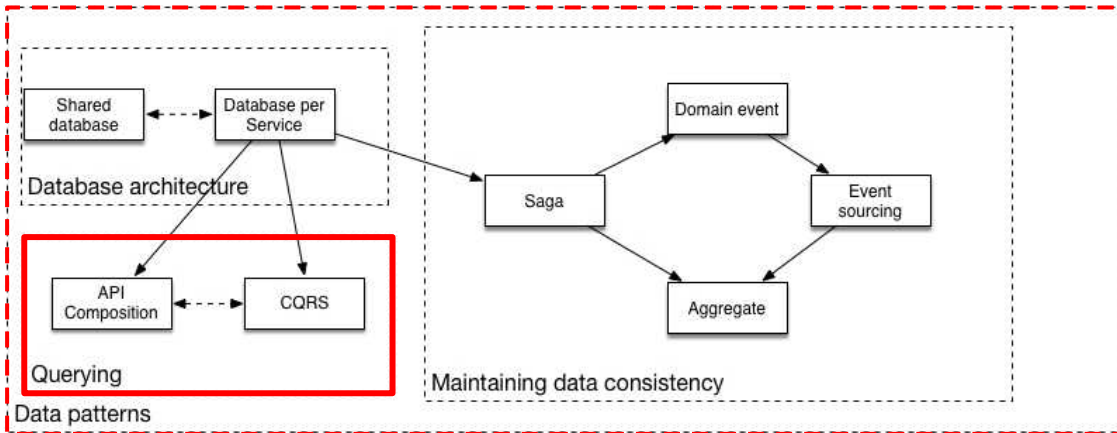 Shared
database
Database per
Service
Database architecture
API
Composition
CQRS
Querying
Domain event
Saga
Event
sourcing
Aggregate
Maintaining data consistency
Data patterns